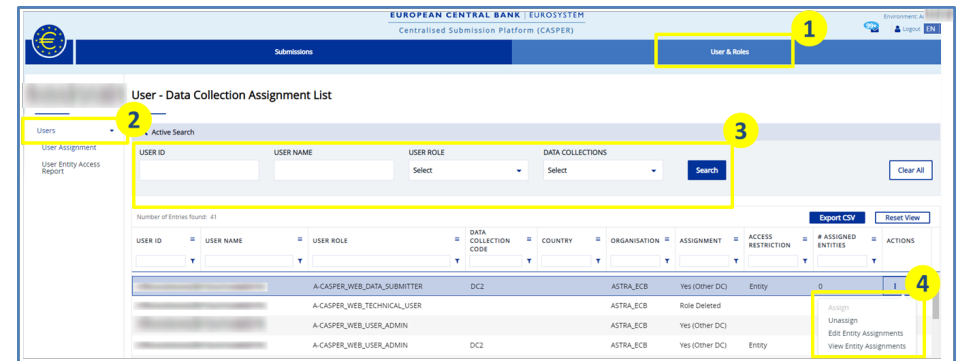 EUROPEAN CENTRAL BANK | EUROSYSTEM
Centralised Submission Platform (CASPER)
99+
Logout EN
1
Submissions
User & Roles
User - Data Collection Assignment List
2
Users
User Assignment
User Entity Access
Report
Active Search
3
USER ID USER NAME USER ROLE DATA COLLECTIONS
Select Select Search Clear All
Number of Entries found: 41
Export CSV Reset View
USER ID USER NAME USER ROLE DATA COLLECTION CODE COUNTRY ORGANISATION ASSIGNMENT ACCESS RESTRICTION # ASSIGNED ENTITIES ACTIONS
A-CASPER_WEB_DATA_SUBMITTER DC2 ASTRA_ECB Yes (Other DC) Entity 0
4
A-CASPER_WEB_TECHNICAL_USER ASTRA_ECB Role Deleted
A-CASPER_WEB_USER_ADMIN ASTRA_ECB Yes (Other DC)
A-CASPER_WEB_USER_ADMIN DC2 ASTRA_ECB Yes (Other DC) Entity
Assign
Unassign
Edit Entity Assignments
View Entity Assignments